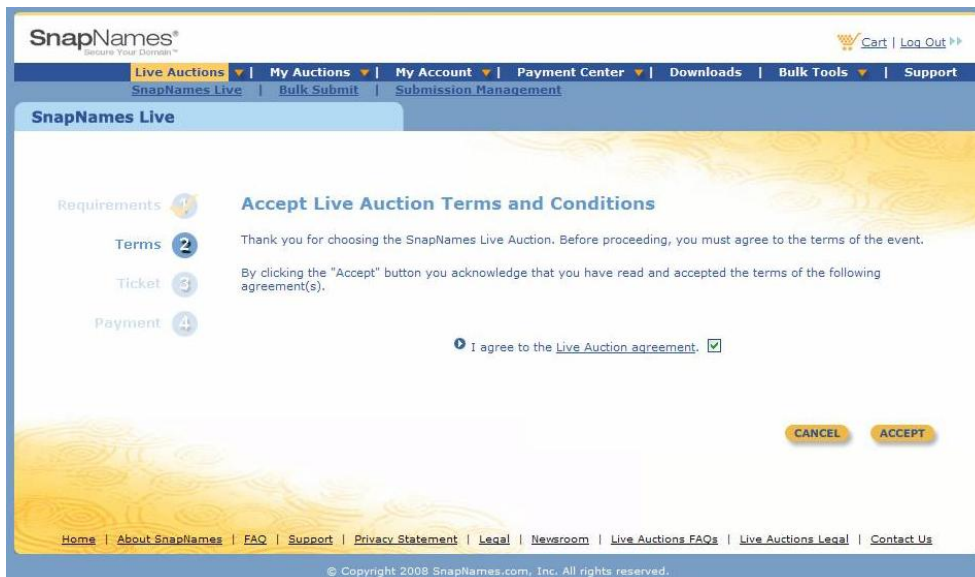 SnapNames®
Secure Your Domain™
Cart | Log Out
Live Auctions | My Auctions | My Account | Payment Center | Downloads | Bulk Tools | Support
SnapNames Live | Bulk Submit | Submission Management
SnapNames Live
Requirements 1
Accept Live Auction Terms and Conditions
Terms 2
Thank you for choosing the SnapNames Live Auction. Before proceeding, you must agree to the terms of the event.
By clicking the "Accept" button you acknowledge that you have read and accepted the terms of the following
agreement(s).
Ticket 3
Payment 4
I agree to the Live Auction agreement.
CANCEL ACCEPT
Home | About SnapNames | FAQ | Support | Privacy Statement | Legal | Newsroom | Live Auctions FAQs | Live Auctions Legal | Contact Us
© Copyright 2008 SnapNames.com, Inc. All rights reserved.